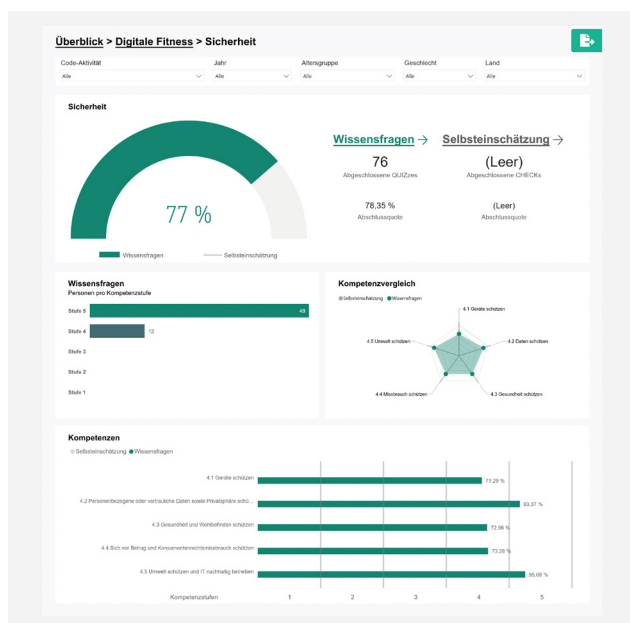 Überblick > Digitale Fitness > Sicherheit
Code-Aktivität Jahr Altersgruppe Geschlecht Land
Alle Alle Alle Alle Alle
Sicherheit
77 %
Wissensfragen Selbsteinschätzung
Wissensfragen → Selbsteinschätzung →
76 (Leer)
Abgeschlossene QUIZzes Abgeschlossene CHECKs
78,35 % (Leer)
Abschlussquote Abschlussquote
Wissensfragen
Personen pro Kompetenzstufe
Stufe 5 49
Stufe 4 12
Stufe 3
Stufe 2
Stufe 1
Kompetenzvergleich
Selbsteinschätzung Wissensfragen
4.1 Geräte schützen
4.5 Umwelt schützen 4.2 Daten schützen
4.4 Missbrauch schützen 4.3 Gesundheit schützen
Kompetenzen
Selbsteinschätzung Wissensfragen
4.1 Geräte schützen 71,29 %
4.2 Personenbezogene oder vertrauliche Daten sowie Privatsphäre schü... 83,37 %
4.3 Gesundheit und Wohlbefinden schützen 72,96 %
4.4 Sich vor Betrug und Konsumentenrechtsmissbrauch schützen 73,28 %
4.5 Umwelt schützen und IT nachhaltig betreiben 85,08 %
Kompetenzstufen 1 2 3 4 5